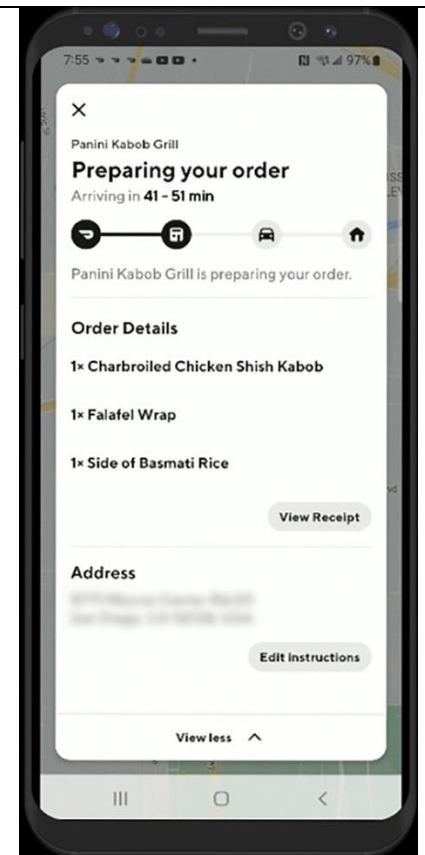 7:55
97%
Panini Kabob Grill
Preparing your order
Arriving in 41 - 51 min
Panini Kabob Grill is preparing your order.
Order Details
1× Charbroiled Chicken Shish Kabob
1× Falafel Wrap
1× Side of Basmati Rice
View Receipt
Address
Edit Instructions
View less